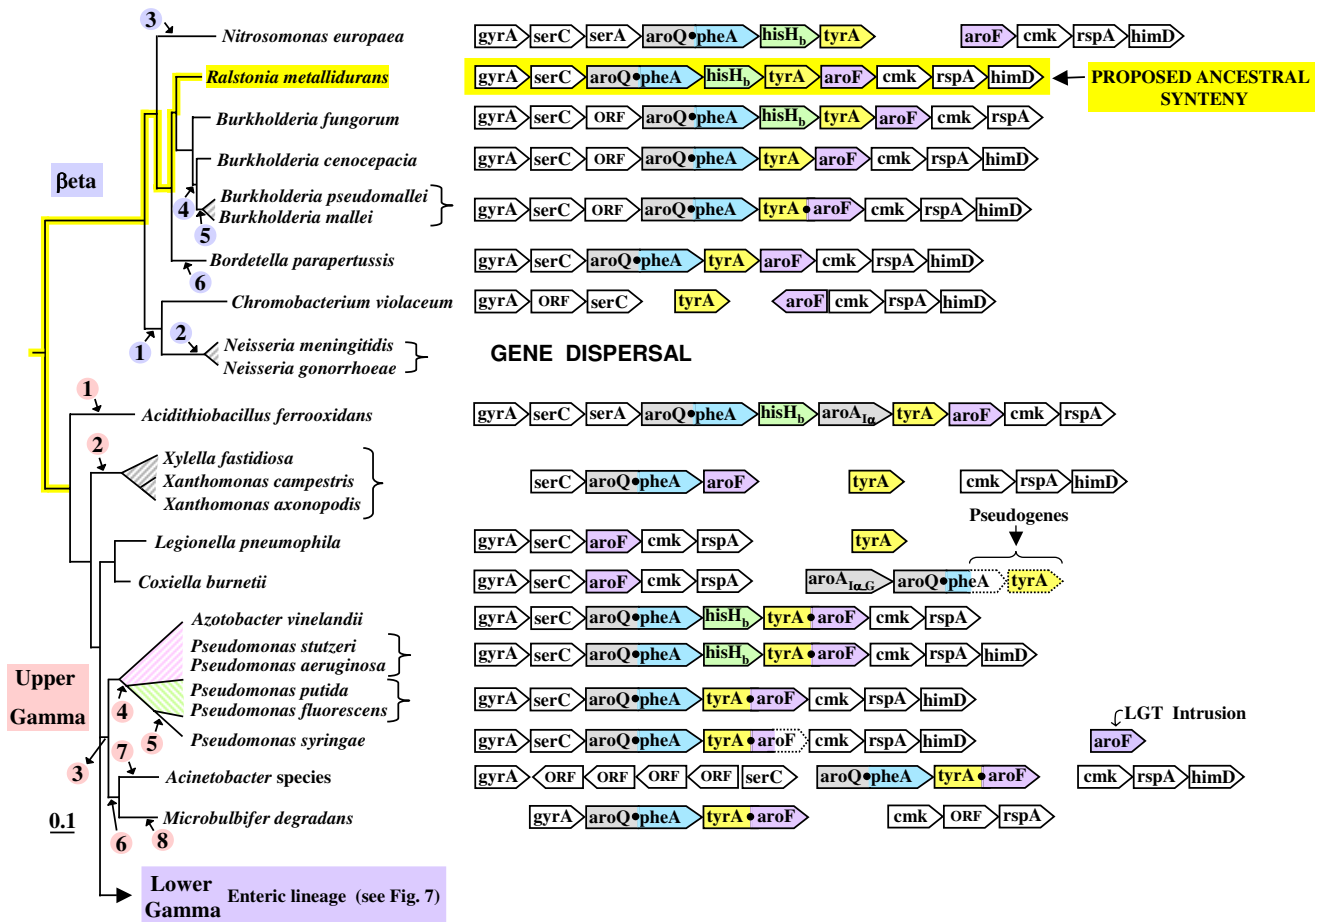 3
Nitrosomonas europaea gyrA serC serA aroQ•pheA hisHb tyrA aroF cmk rspA himD
Ralstonia metallidurans gyrA serC aroQ•pheA hisHb tyrA aroF cmk rspA himD PROPOSED ANCESTRAL
SYNTENY
Burkholderia fungorum gyrA serC ORF aroQ•pheA hisHb tyrA aroF cmk rspA
Burkholderia cenocepacia gyrA serC ORF aroQ•pheA tyrA aroF cmk rspA himD
βeta
Burkholderia pseudomallei
4 Burkholderia mallei gyrA serC ORF aroQ•pheA tyrA•aroF cmk rspA himD
5
Bordetella parapertussis gyrA serC aroQ•pheA tyrA aroF cmk rspA himD
6
Chromobacterium violaceum gyrA ORF serC tyrA aroF cmk rspA himD
1 2 Neisseria meningitidis GENE DISPERSAL
Neisseria gonorrhoeae
1
Acidithiobacillus ferrooxidans gyrA serC serA aroQ•pheA hisHb aroAIα tyrA aroF cmk rspA
2
Xylella fastidiosa
Xanthomonas campestris serC aroQ•pheA aroF tyrA cmk rspA himD
Xanthomonas axonopodis
Pseudogenes
Legionella pneumophila gyrA serC aroF cmk rspA tyrA
Coxiella burnetii gyrA serC aroF cmk rspA aroAIα_G aroQ•pheA tyrA
Azotobacter vinelandii gyrA serC aroQ•pheA hisHb tyrA•aroF cmk rspA
Pseudomonas stutzeri gyrA serC aroQ•pheA hisHb tyrA•aroF cmk rspA himD
Pseudomonas aeruginosa
Upper
Gamma
Pseudomonas putida gyrA serC aroQ•pheA tyrA•aroF cmk rspA himD
Pseudomonas fluorescens
4
5
LGT Intrusion
Pseudomonas syringae gyrA serC aroQ•pheA tyrA•aroF cmk rspA himD aroF
3
7
Acinetobacter species gyrA ORF ORF ORF ORF serC aroQ•pheA tyrA•aroF cmk rspA himD
0.1
Microbulbifer degradans gyrA aroQ•pheA tyrA•aroF cmk ORF rspA
6 8
Lower
Gamma
Enteric lineage (see Fig. 7)